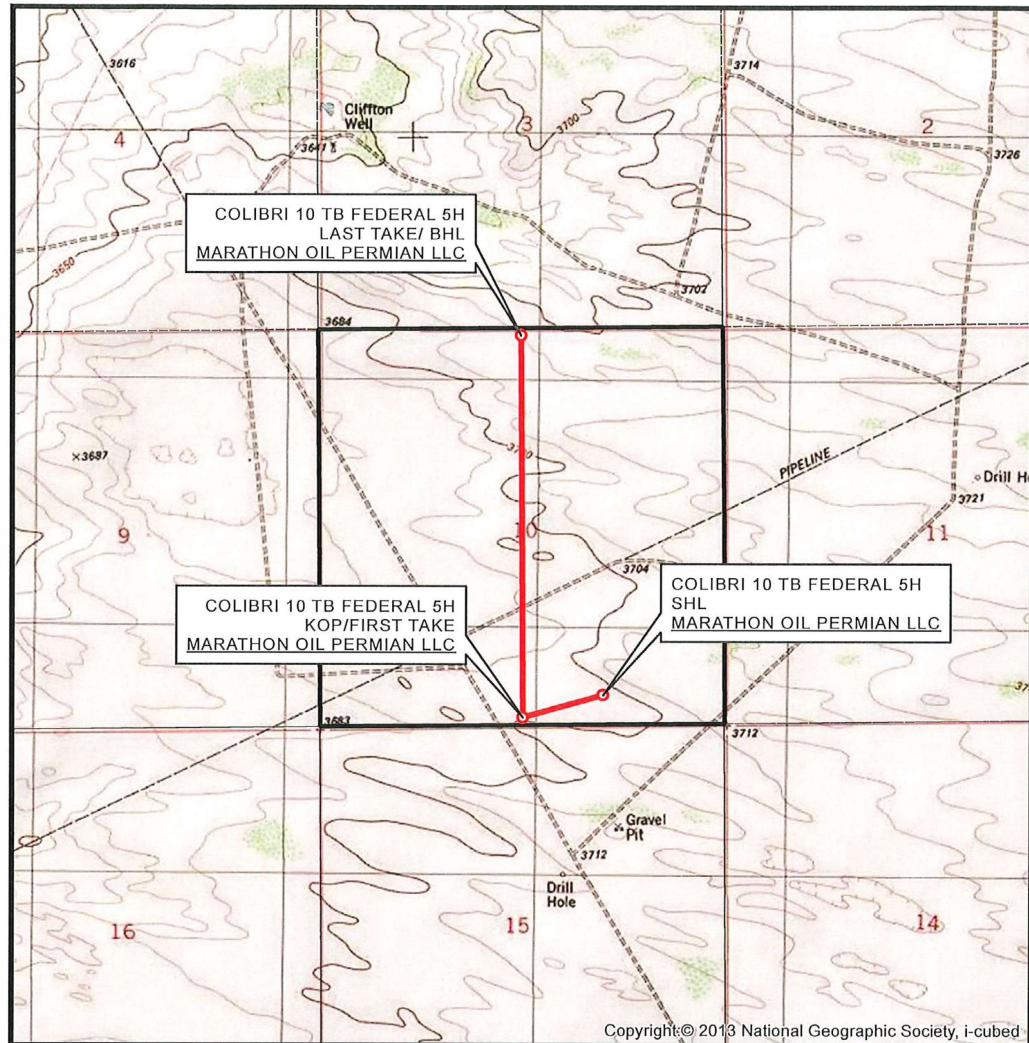 3616
3714
4
Cliffton
Well
3700
3
2
3641
3726
COLIBRI 10 TB FEDERAL 5H
LAST TAKE/ BHL
MARATHON OIL PERMIAN LLC
3650
3702
3684
×3687
PIPELINE
Drill
3721
9
10
11
3704
COLIBRI 10 TB FEDERAL 5H
KOP/FIRST TAKE
MARATHON OIL PERMIAN LLC
COLIBRI 10 TB FEDERAL 5H
SHL
MARATHON OIL PERMIAN LLC
3683
3712
Gravel
Pit
3712
Drill
Hole
16
15
14
Copyright:© 2013 National Geographic Society, i-cubed